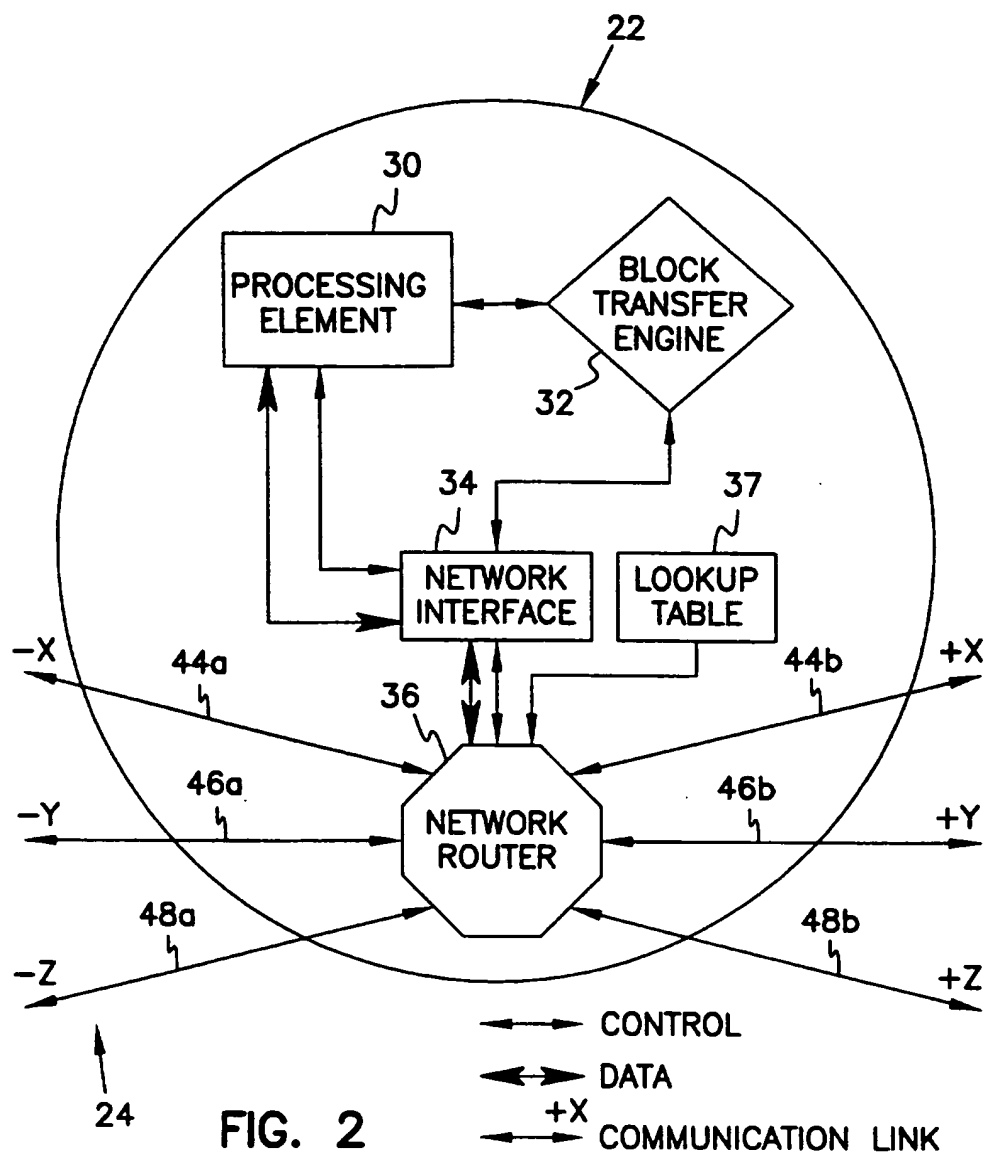 22
30
PROCESSING
ELEMENT
BLOCK
TRANSFER
ENGINE
32
34
37
NETWORK
INTERFACE
LOOKUP
TABLE
-X
44a
44b
+X
36
-Y
46a
46b
+Y
NETWORK
ROUTER
-Z
48a
48b
+Z
CONTROL
DATA
+X
COMMUNICATION LINK
24
FIG. 2